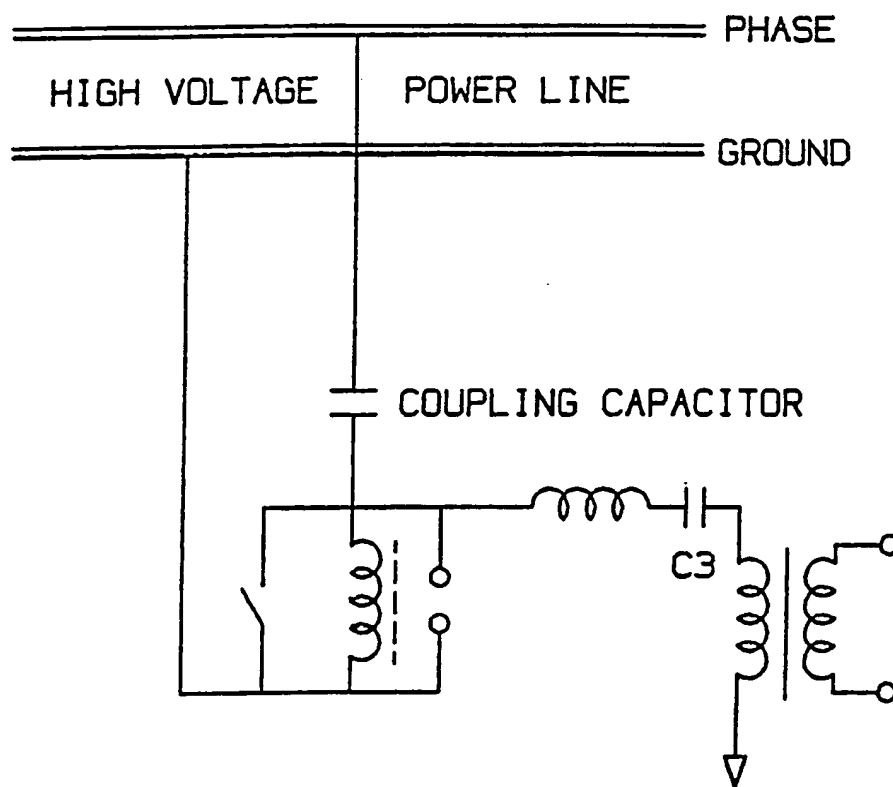 PHASE
HIGH VOLTAGE POWER LINE
GROUND
COUPLING CAPACITOR
C3